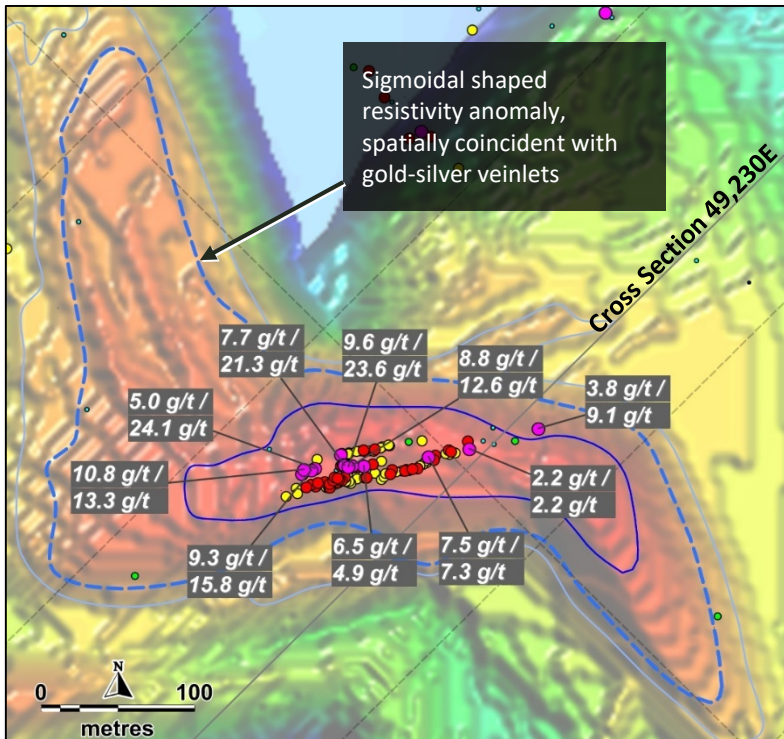 Sigmoidal shaped
resistivity anomaly,
spatially coincident with
gold-silver veinlets
Cross Section 49,230E
7.7 g/t /
21.3 g/t
9.6 g/t /
23.6 g/t
8.8 g/t /
12.6 g/t
3.8 g/t /
9.1 g/t
5.0 g/t /
24.1 g/t
10.8 g/t /
13.3 g/t
2.2 g/t /
2.2 g/t
9.3 g/t /
15.8 g/t
6.5 g/t /
4.9 g/t
7.5 g/t /
7.3 g/t
N
0 100
metres